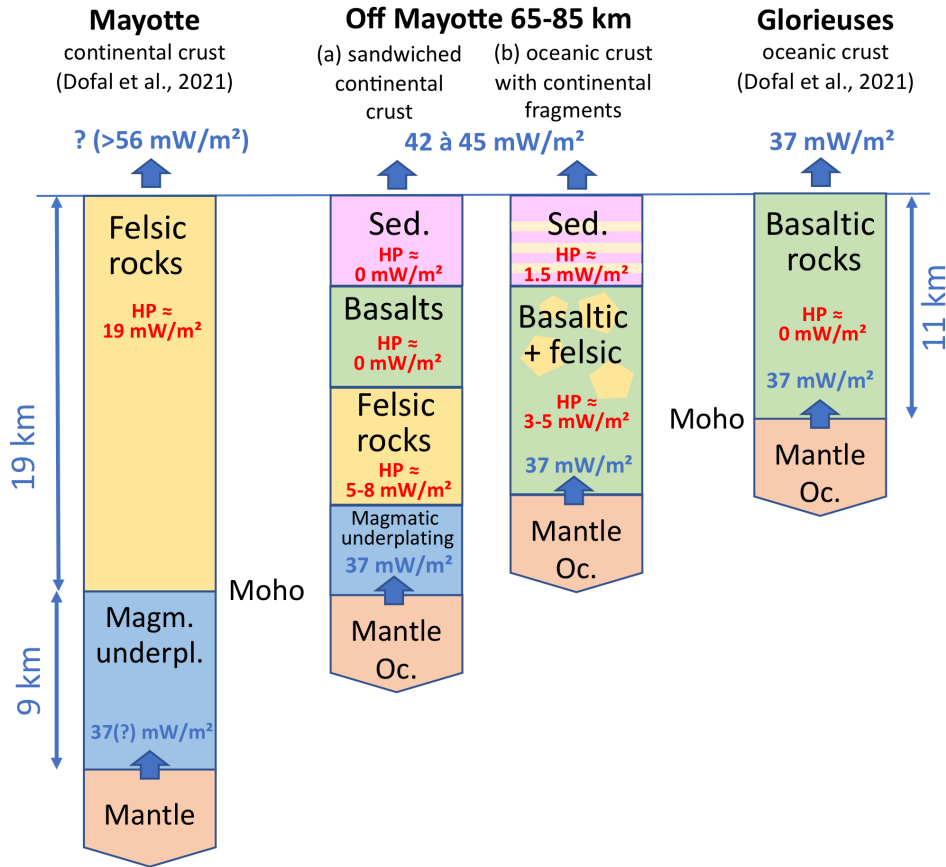 Mayotte
continental crust
(Dofal et al., 2021)
? (>56 mW/m²)
Felsic
rocks
HP ≈
19 mW/m²
19 km
Magm.
underpl.
37(?) mW/m²
9 km
Mantle
Moho
Off Mayotte 65-85 km
(a) sandwiched
continental
crust
(b) oceanic crust
with continental
fragments
42 à 45 mW/m²
Sed.
HP ≈
0 mW/m²
Basalts
HP ≈
0 mW/m²
Felsic
rocks
HP ≈
5-8 mW/m²
Magmatic
underplating
37 mW/m²
Mantle
Oc.
Sed.
HP ≈
1.5 mW/m²
Basaltic
+ felsic
HP ≈
3-5 mW/m²
37 mW/m²
Mantle
Oc.
Moho
Glorieuses
oceanic crust
(Dofal et al., 2021)
37 mW/m²
Basaltic
rocks
HP ≈
0 mW/m²
37 mW/m²
11 km
Mantle
Oc.